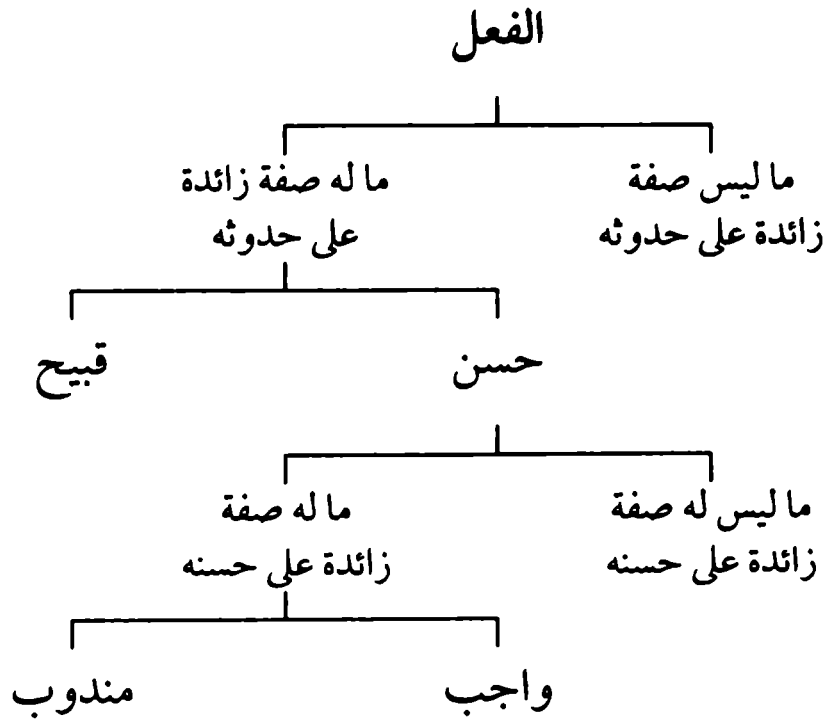 الفعل
ما ليس صفة
زائدة على حدوثه
ما له صفة زائدة
على حدوثه
حسن
قبيح
ما ليس له صفة
زائدة على حسنه
ما له صفة
زائدة على حسنه
واجب
مندوب